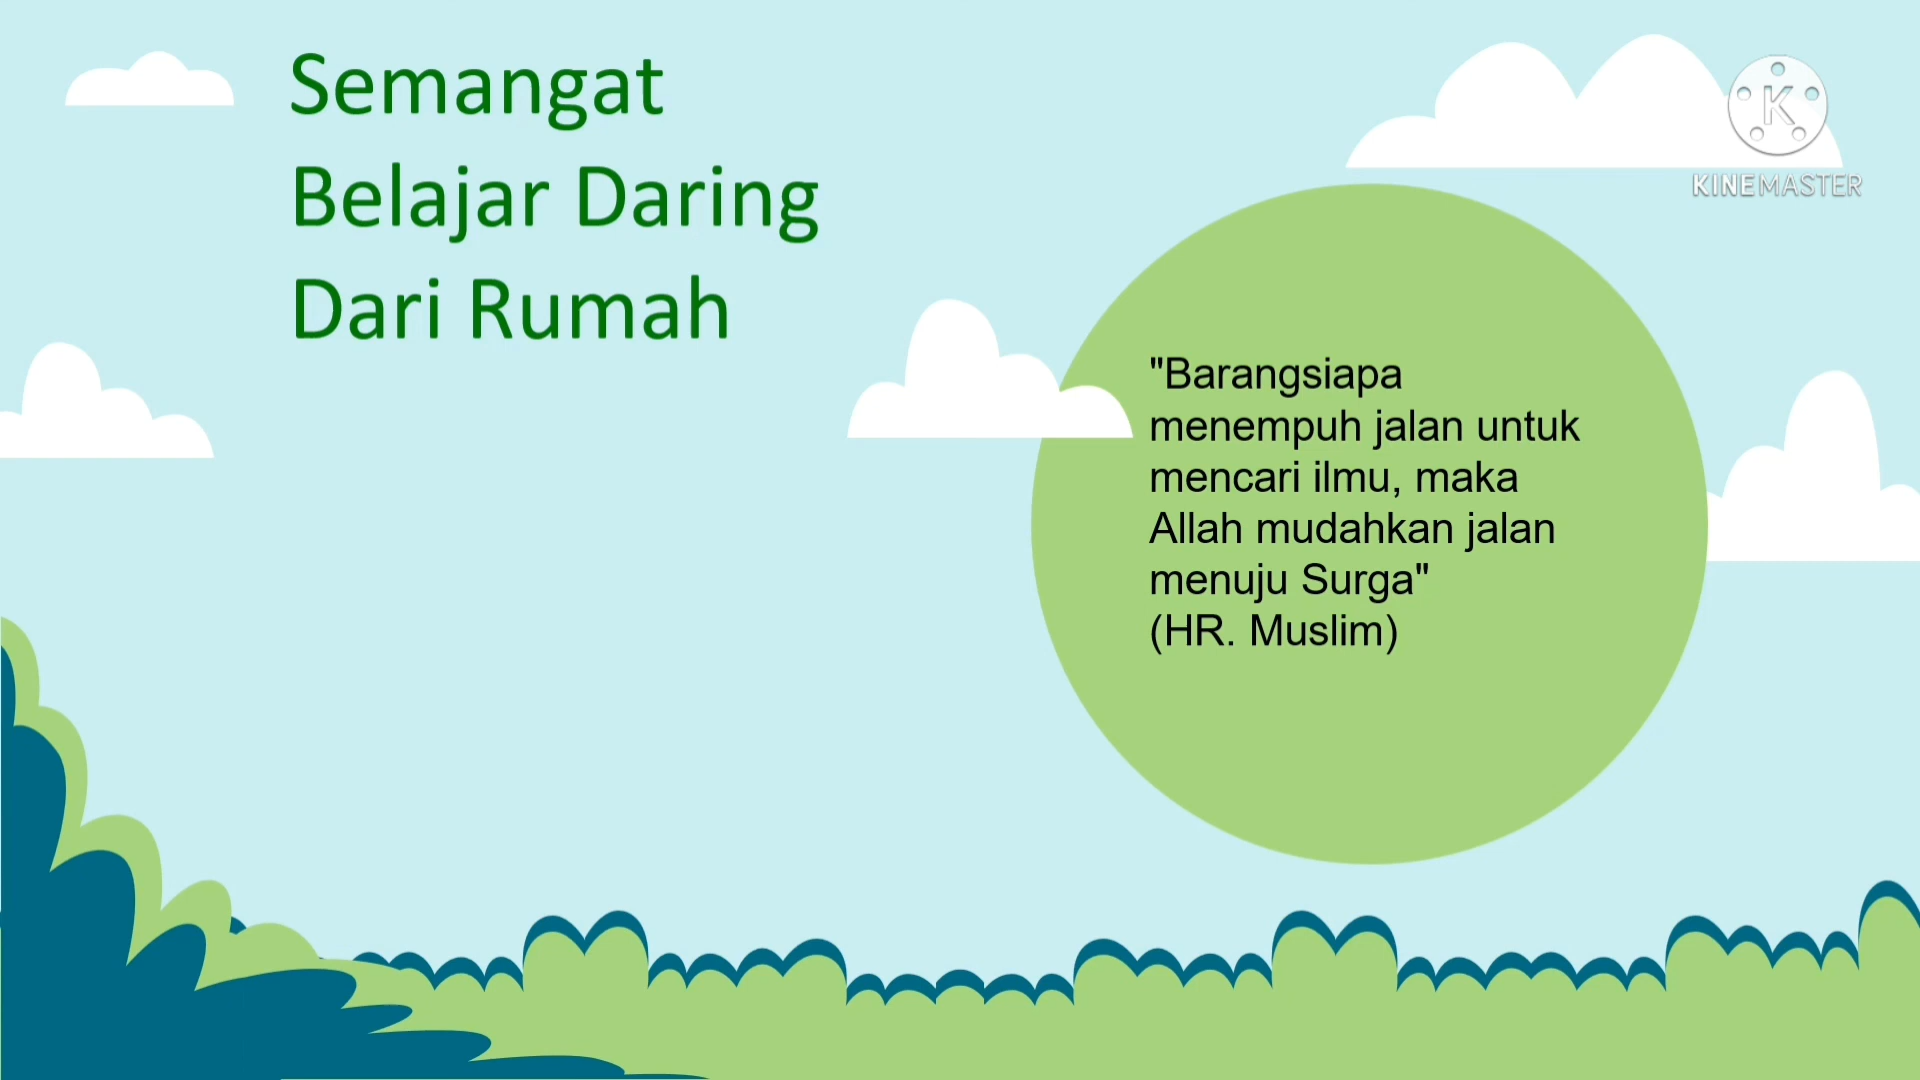 Semangat
Belajar Daring
Dari Rumah
K
KINEMASTER
"Barangsiapa
menempuh jalan untuk
mencari ilmu, maka
Allah mudahkan jalan
menuju Surga"
(HR. Muslim)